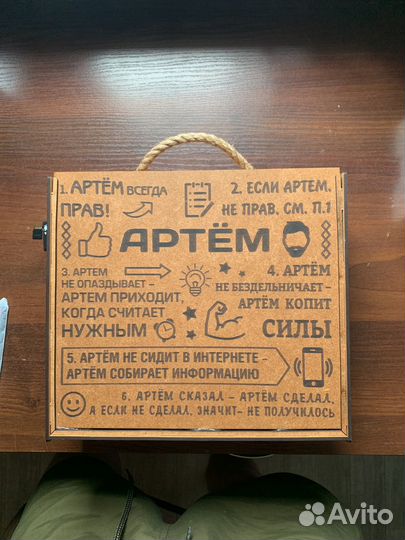 1. АРТЁМ ВСЕГДА
ПРАВ!
2. ЕСЛИ АРТЕМ,
НЕ ПРАВ, СМ. П.1
АРТЁМ
3. АРТЕМ
НЕ ОПАЗДЫВАЕТ -
АРТЕМ ПРИХОДИТ,
КОГДА СЧИТАЕТ
НУЖНЫМ
4. АРТЁМ
НЕ БЕЗДЕЛЬНИЧАЕТ-
АРТЁМ КОПИТ
СИЛЫ
5. АРТЁМ НЕ СИДИТ В ИНТЕРНЕТЕ -
АРТЁМ СОБИРАЕТ ИНФОРМАЦИЮ
6. АРТЁМ СКАЗАЛ - АРТЁМ СДЕЛАЛ,
А ЕСЛИ НЕ СДЕЛАЛ, ЗНАЧИТ- НЕ ПОЛУЧИЛОСЬ
Avito